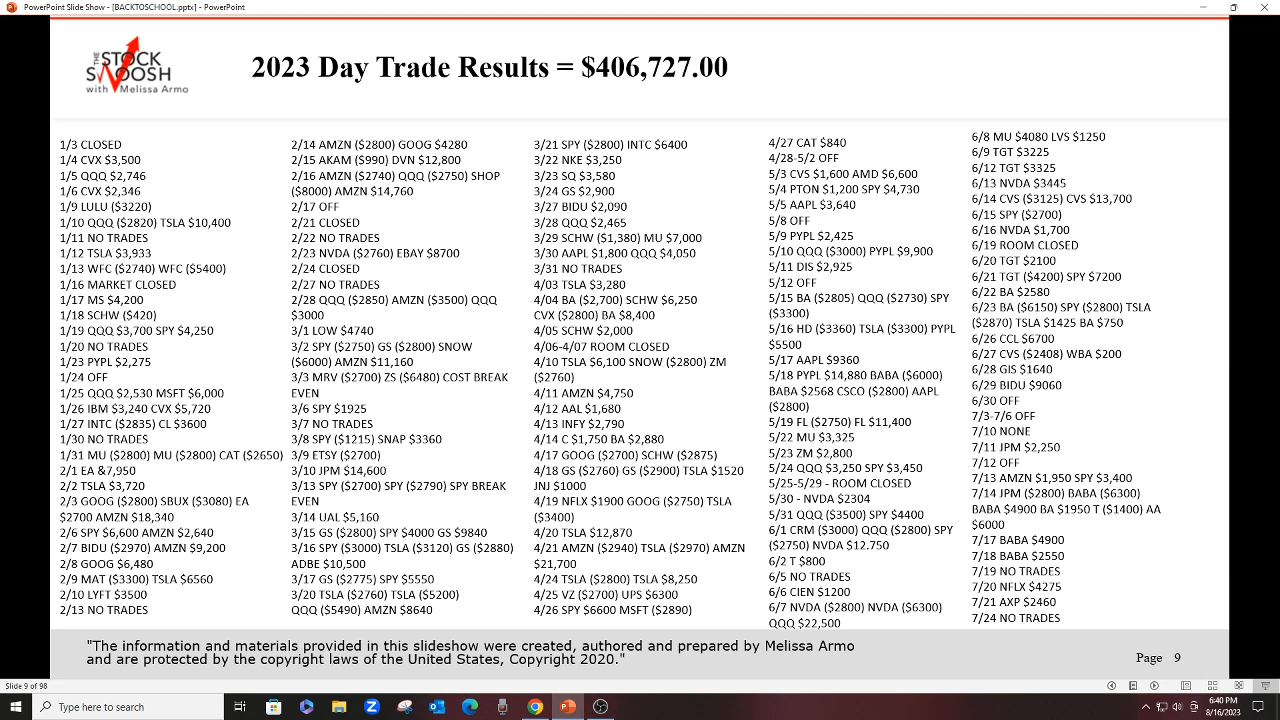 PowerPoint Slide Show - [BACKTOSCHOOL.pptx] - PowerPoint
THE
STOCK
SWOOSH
with Melissa Armo
2023 Day Trade Results = $406,727.00
1/3 CLOSED
1/4 CVX $3,500
1/5 QQQ $2,746
1/6 CVX $2,346
1/9 LULU ($3220)
1/10 QQQ ($2820) TSLA $10,400
1/11 NO TRADES
1/12 TSLA $3,933
1/13 WFC ($2740) WFC ($5400)
1/16 MARKET CLOSED
1/17 MS $4,200
1/18 SCHW ($420)
1/19 QQQ $3,700 SPY $4,250
1/20 NO TRADES
1/23 PYPL $2,275
1/24 OFF
1/25 QQQ $2,530 MSFT $6,000
1/26 IBM $3,240 CVX $5,720
1/27 INTC ($2835) CL $3600
1/30 NO TRADES
1/31 MU ($2800) MU ($2800) CAT ($2650)
2/1 EA &7,950
2/2 TSLA $3,720
2/3 GOOG ($2800) SBUX ($3080) EA
$2700 AMZN $18,340
2/6 SPY $6,600 AMZN $2,640
2/7 BIDU ($2970) AMZN $9,200
2/8 GOOG $6,480
2/9 MAT ($3300) TSLA $6560
2/10 LYFT $3500
2/13 NO TRADES
2/14 AMZN ($2800) GOOG $4280
2/15 AKAM ($990) DVN $12,800
2/16 AMZN ($2740) QQQ ($2750) SHOP
($8000) AMZN $14,760
2/17 OFF
2/21 CLOSED
2/22 NO TRADES
2/23 NVDA ($2760) EBAY $8700
2/24 CLOSED
2/27 NO TRADES
2/28 QQQ ($2850) AMZN ($3500) QQQ
$3000
3/1 LOW $4740
3/2 SPY ($2750) GS ($2800) SNOW
($6000) AMZN $11,160
3/3 MRV ($2700) ZS ($6480) COST BREAK
EVEN
3/6 SPY $1925
3/7 NO TRADES
3/8 SPY ($1215) SNAP $3360
3/9 ETSY ($2700)
3/10 JPM $14,600
3/13 SPY ($2700) SPY ($2790) SPY BREAK
EVEN
3/14 UAL $5,160
3/15 GS ($2800) SPY $4000 GS $9840
3/16 SPY ($3000) TSLA ($3120) GS ($2880)
ADBE $10,500
3/17 GS ($2775) SPY $5550
3/20 TSLA ($2760) TSLA ($5200)
QQQ ($5490) AMZN $8640
3/21 SPY ($2800) INTC $6400
3/22 NKE $3,250
3/23 SQ $3,580
3/24 GS $2,900
3/27 BIDU $2,090
3/28 QQQ $2,465
3/29 SCHW ($1,380) MU $7,000
3/30 AAPL $1,800 QQQ $4,050
3/31 NO TRADES
4/03 TSLA $3,280
4/04 BA ($2,700) SCHW $6,250
CVX ($2800) BA $8,400
4/05 SCHW $2,000
4/06-4/07 ROOM CLOSED
4/10 TSLA $6,100 SNOW ($2800) ZM
($2760)
4/11 AMZN $4,750
4/12 AAL $1,680
4/13 INFY $2,790
4/14 C $1,750 BA $2,880
4/17 GOOG ($2700) SCHW ($2875)
4/18 GS ($2760) GS ($2900) TSLA $1520
JNJ $1000
4/19 NFLX $1900 GOOG ($2750) TSLA
($3400)
4/20 TSLA $12,870
4/21 AMZN ($2940) TSLA ($2970) AMZN
$21,700
4/24 TSLA ($2800) TSLA $8,250
4/25 VZ ($2700) UPS $6300
4/26 SPY $6600 MSFT ($2890)
4/27 CAT $840
4/28-5/2 OFF
5/3 CVS $1,600 AMD $6,600
5/4 PTON $1,200 SPY $4,730
5/5 AAPL $3,640
5/8 OFF
5/9 PYPL $2,425
5/10 QQQ ($3000) PYPL $9,900
5/11 DIS $2,925
5/12 OFF
5/15 BA ($2805) QQQ ($2730) SPY
($3300)
5/16 HD ($3360) TSLA ($3300) PYPL
$5500
5/17 AAPL $9360
5/18 PYPL $14,880 BABA ($6000)
BABA $2568 CSCO ($2800) AAPL
($2800)
5/19 FL ($2750) FL $11,400
5/22 MU $3,325
5/23 ZM $2,800
5/24 QQQ $3,250 SPY $3,450
5/25-5/29 - ROOM CLOSED
5/30 - NVDA $2304
5/31 QQQ ($3500) SPY $4400
6/1 CRM ($3000) QQQ ($2800) SPY
($2750) NVDA $12.750
6/2 T $800
6/5 NO TRADES
6/6 CIEN $1200
6/7 NVDA ($2800) NVDA ($6300)
QQQ $22,500
6/8 MU $4080 LVS $1250
6/9 TGT $3225
6/12 TGT $3325
6/13 NVDA $3445
6/14 CVS ($3125) CVS $13,700
6/15 SPY ($2700)
6/16 NVDA $1,700
6/19 ROOM CLOSED
6/20 TGT $2100
6/21 TGT ($4200) SPY $7200
6/22 BA $2580
6/23 BA ($6150) SPY ($2800) TSLA
($2870) TSLA $1425 BA $750
6/26 CCL $6700
6/27 CVS ($2408) WBA $200
6/28 GIS $1640
6/29 BIDU $9060
6/30 OFF
7/3-7/6 OFF
7/10 NONE
7/11 JPM $2,250
7/12 OFF
7/13 AMZN $1,950 SPY $3,400
7/14 JPM ($2800) BABA ($6300)
BABA $4900 BA $1950 T ($1400) AA
$6000
7/17 BABA $4900
7/18 BABA $2550
7/19 NO TRADES
7/20 NFLX $4275
7/21 AXP $2460
7/24 NO TRADES
"The information and materials provided in this slideshow were created, authored and prepared by Melissa Armo
and are protected by the copyright laws of the United States, Copyright 2020."
Page 9
Slide 9 of 98
Type here to search
6:40 PM
8/16/2023